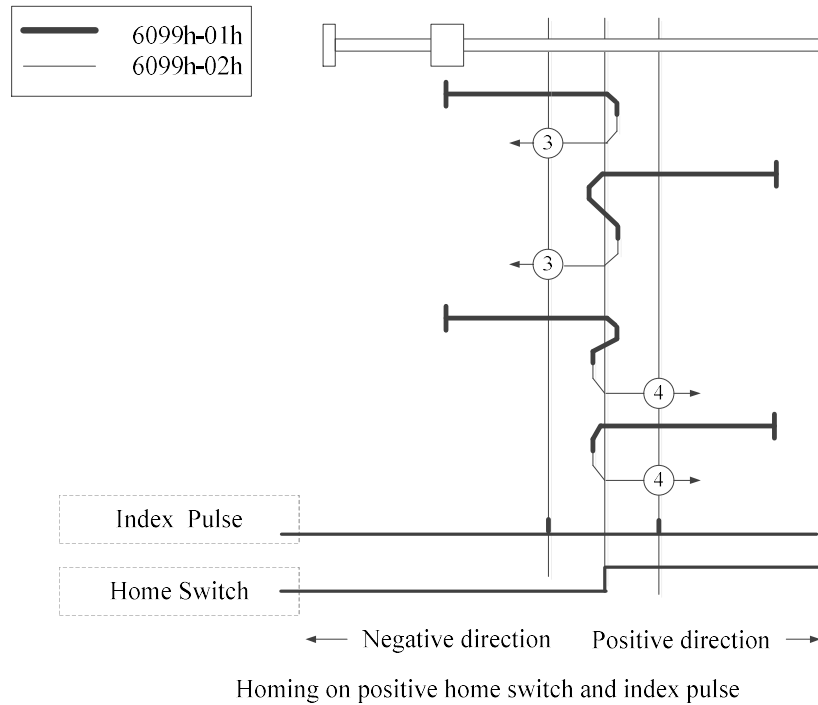 6099h-01h
6099h-02h
3
3
4
4
Index Pulse
Home Switch
Negative direction
Positive direction
Homing on positive home switch and index pulse